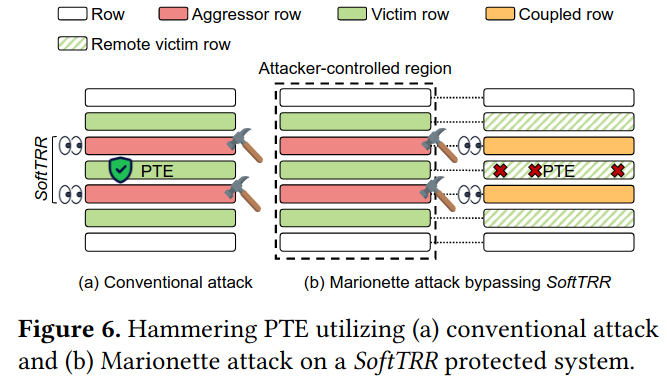 Row
Aggressor row
Victim row
Coupled row
Remote victim row
Attacker-controlled region
SoftTRR
PTE
PTE
(a) Conventional attack
(b) Marionette attack bypassing SoftTRR
Figure 6. Hammering PTE utilizing (a) conventional attack
and (b) Marionette attack on a SoftTRR protected system.